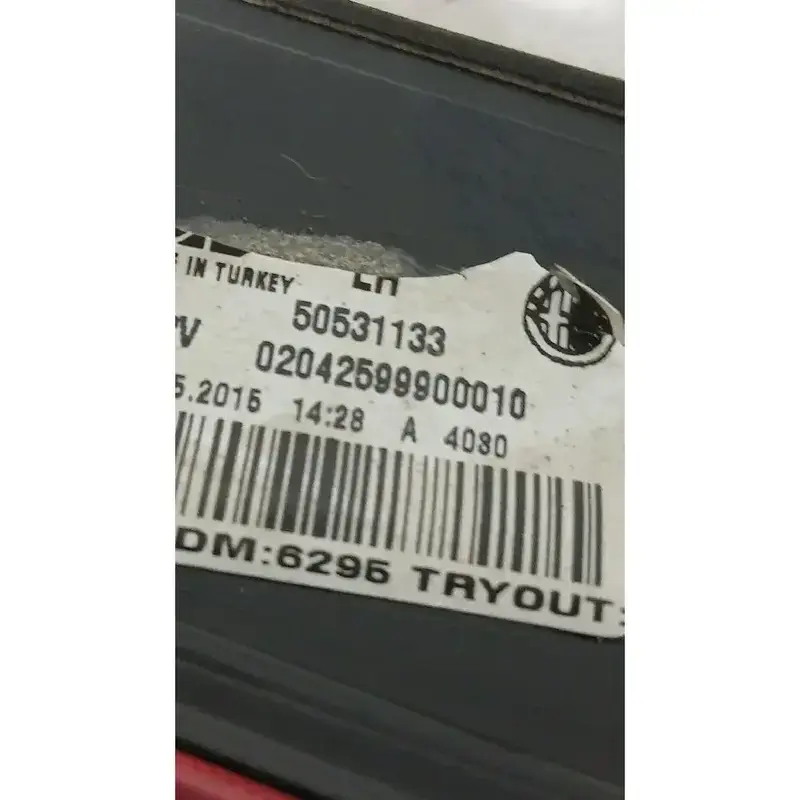 IN TURKEY LH
50531133
V 02042599900010
5.2015 14:28 A 4080
DM:6295 TRYOUT: